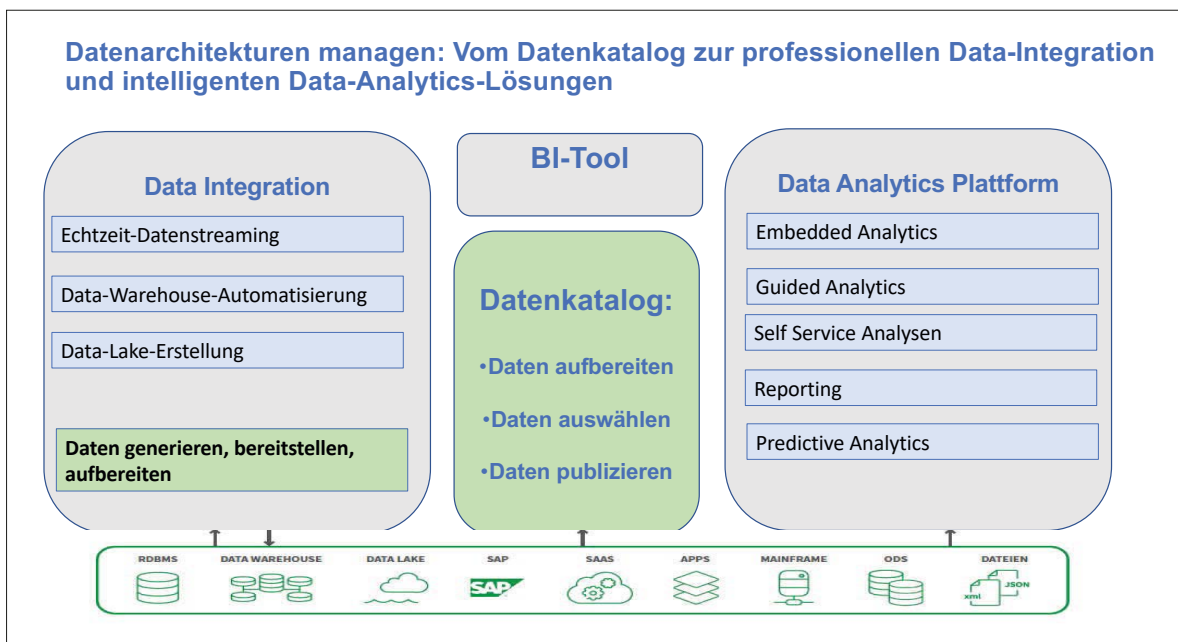 Datenarchitekturen managen: Vom Datenkatalog zur professionellen Data-Integration
und intelligenten Data-Analytics-Lösungen
Data Integration
Echtzeit-Datenstreaming
Data-Warehouse-Automatisierung
Data-Lake-Erstellung
Daten generieren, bereitstellen,
aufbereiten
BI-Tool
Datenkatalog:
•Daten aufbereiten
•Daten auswählen
•Daten publizieren
Data Analytics Plattform
Embedded Analytics
Guided Analytics
Self Service Analysen
Reporting
Predictive Analytics
RDBMS
DATA WAREHOUSE
DATA LAKE
SAP
SAP
SAAS
APPS
MAINFRAME
ODS
DATEIEN
JSON
xml